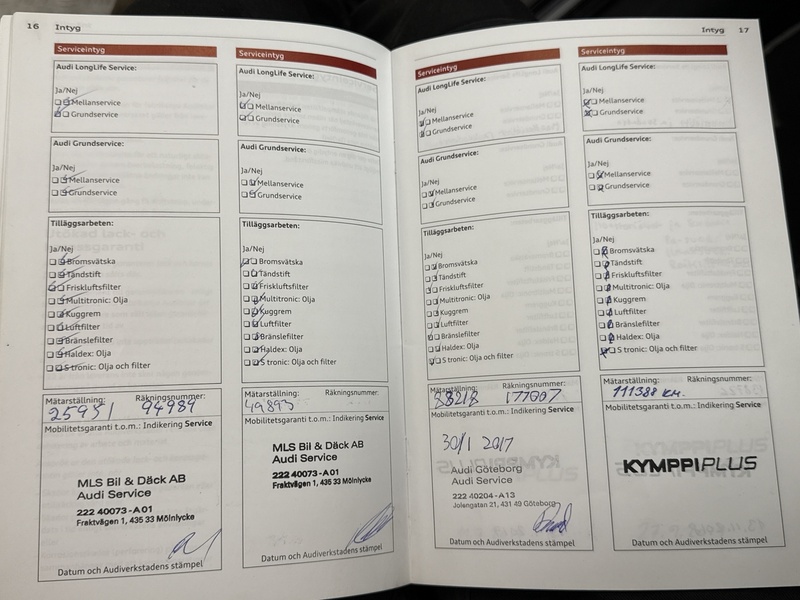 16 Intyg
Serviceintyg
Audi LongLife Service:
Ja/Nej
Mellanservice
Grundservice
Audi Grundservice:
Ja/Nej
Mellanservice
Grundservice
Tilläggsarbeten:
Ja/Nej
Bromsvätska
Tändstift
Friskluftsfilter
Multitronic: Olja
Kuggrem
Luftfilter
Bränslefilter
Haldex: Olja
S tronic: Olja och filter
Mätarställning: Räkningsnummer:
25951 94989
Mobilitetsgaranti t.o.m.: Indikering Service
MLS Bil & Däck AB
Audi Service
222 40073 - A 01
Fraktvägen 1, 435 33 Mölnlycke
Datum och Audiverkstadens stämpel
Serviceintyg
Audi LongLife Service:
Ja/Nej
Mellanservice
Grundservice
Audi Grundservice:
Ja/Nej
Mellanservice
Grundservice
Tilläggsarbeten:
Ja/Nej
Bromsvätska
Tändstift
Friskluftsfilter
Multitronic: Olja
Kuggrem
Luftfilter
Bränslefilter
Haldex: Olja
S tronic: Olja och filter
Mätarställning: Räkningsnummer:
49893
Mobilitetsgaranti t.o.m.: Indikering Service
MLS Bil & Däck AB
Audi Service
222 40073 - A 01
Fraktvägen 1, 435 33 Mölnlycke
Datum och Audiverkstadens stämpel
Intyg 17
Serviceintyg
Audi LongLife Service:
Ja/Nej
Mellanservice
Grundservice
Audi Grundservice:
Ja/Nej
Mellanservice
Grundservice
Tilläggsarbeten:
Ja/Nej
Bromsvätska
Tändstift
Friskluftsfilter
Multitronic: Olja
Kuggrem
Luftfilter
Bränslefilter
Haldex: Olja
S tronic: Olja och filter
Mätarställning: Räkningsnummer:
177007
Mobilitetsgaranti t.o.m.: Indikering Service
30/1 2017
Audi Göteborg
Audi Service
222 40204 - A13
Jolengatan 21, 431 49 Göteborg
Datum och Audiverkstadens stämpel
Serviceintyg
Audi LongLife Service:
Ja/Nej
Mellanservice
Grundservice
Audi Grundservice:
Ja/Nej
Mellanservice
Grundservice
Tilläggsarbeten:
Ja/Nej
Bromsvätska
Tändstift
Friskluftsfilter
Multitronic: Olja
Kuggrem
Luftfilter
Bränslefilter
Haldex: Olja
S tronic: Olja och filter
Mätarställning: Räkningsnummer:
111388 km.
Mobilitetsgaranti t.o.m.: Indikering Service
KYMPPIPLUS
Datum och Audiverkstadens stämpel